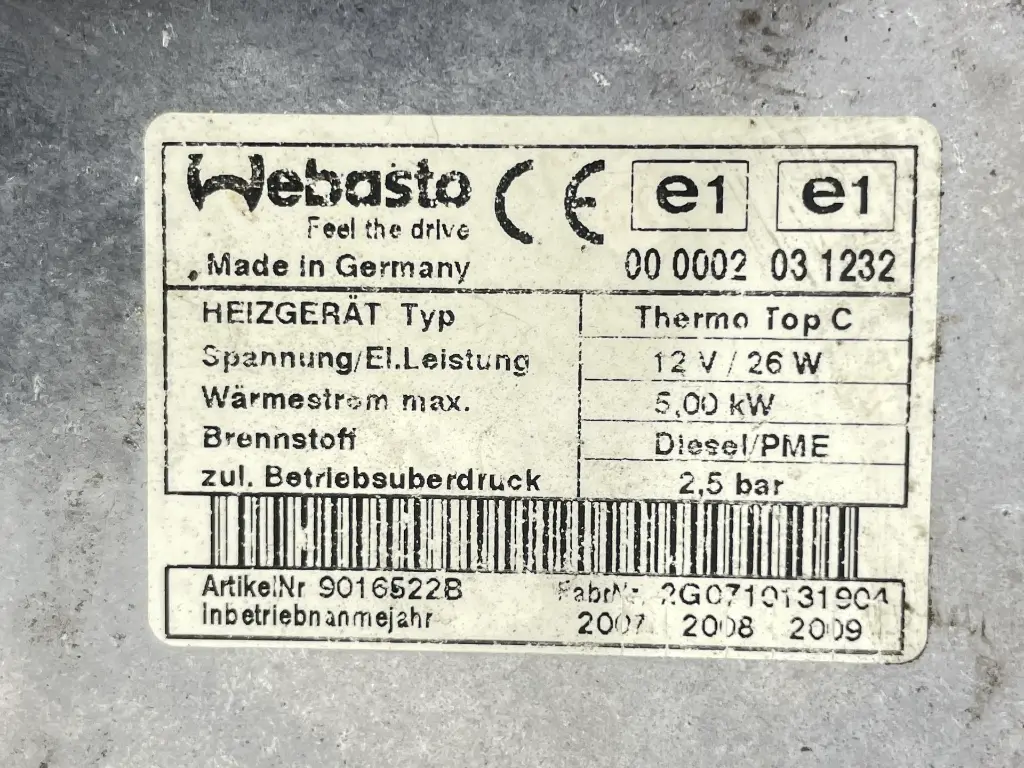 Webasto CE e1 e1
Feel the drive
Made in Germany 00 0002 03 1232
HEIZGERÄT Typ Thermo Top C
Spannung/El.Leistung 12 V / 26 W
Wärmestrom max. 5,00 kW
Brennstoff Diesel/PME
zul. Betriebsuberdruck 2,5 bar
ArtikelNr 9016522B FabrNr. 2G0710131904
Inbetriebnanmejahr 2007 2008 2009